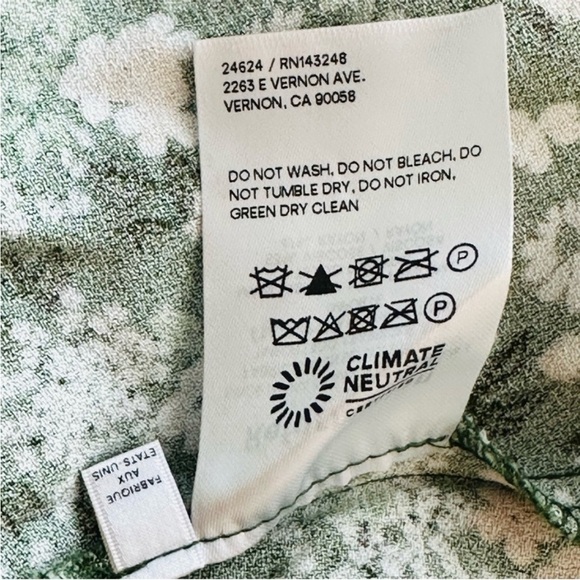 24624 / RN143248
2263 E VERNON AVE.
VERNON, CA 90058
DO NOT WASH, DO NOT BLEACH, DO
NOT TUMBLE DRY, DO NOT IRON,
GREEN DRY CLEAN
P
P
CLIMATE
NEUTRAL
FABRIQUE
AUX
ETATS-UNIS